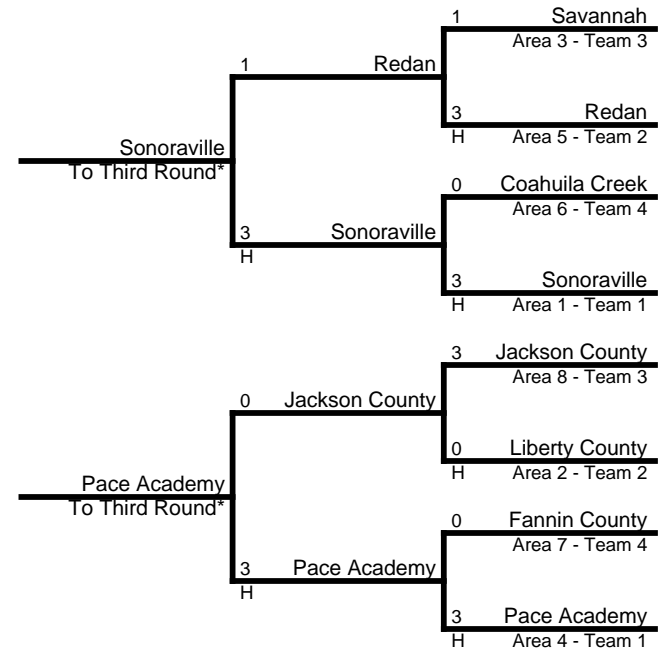 1 Savannah
Area 3 - Team 3
1 Redan
3 Redan
H Area 5 - Team 2
Sonoraville
To Third Round*
0 Coahuila Creek
Area 6 - Team 4
3 Sonoraville
H
3 Sonoraville
H Area 1 - Team 1
3 Jackson County
Area 8 - Team 3
0 Jackson County
0 Liberty County
H Area 2 - Team 2
Pace Academy
To Third Round*
0 Fannin County
Area 7 - Team 4
3 Pace Academy
H
3 Pace Academy
H Area 4 - Team 1